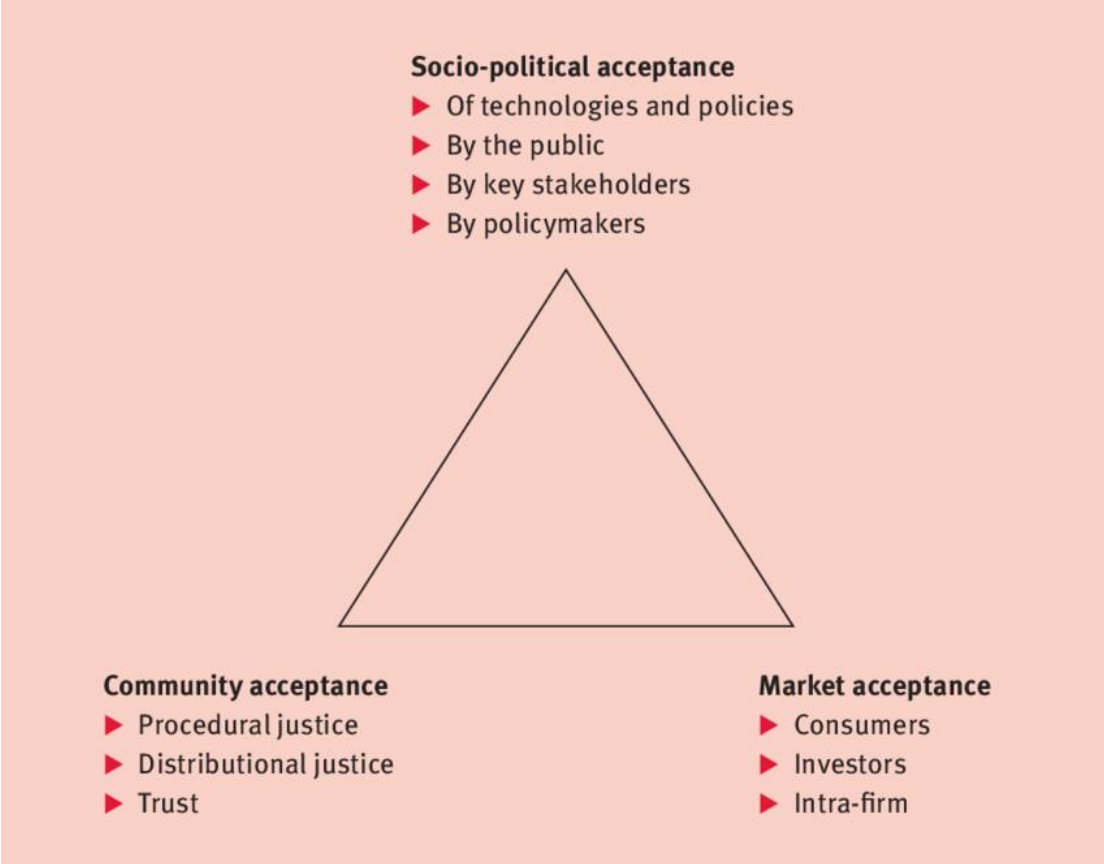 Socio-political acceptance
▶ Of technologies and policies
▶ By the public
▶ By key stakeholders
▶ By policymakers
Community acceptance
▶ Procedural justice
▶ Distributional justice
▶ Trust
Market acceptance
▶ Consumers
▶ Investors
▶ Intra-firm